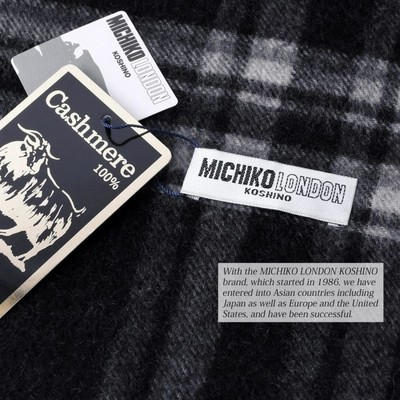 MICHIKO LONDON
KOSHINO
Cashmere
100%
MICHIKO LONDON
KOSHINO
With the MICHIKO LONDON KOSHINO
brand, which started in 1986, we have
entered into Asian countries including
Japan as well as Europe and the United
States, and have been successful.